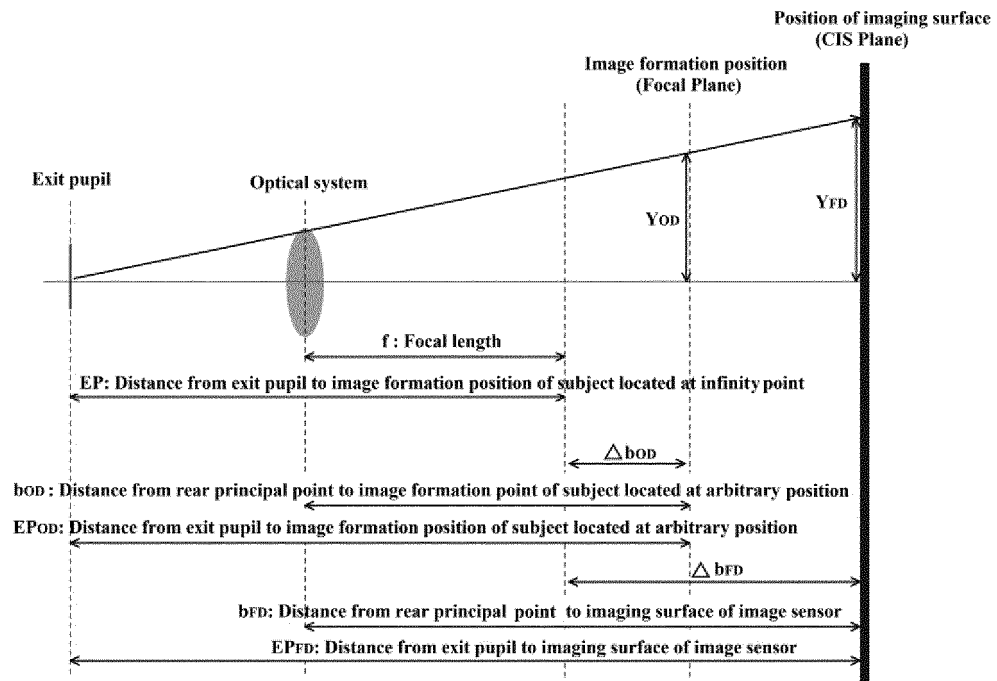 Position of imaging surface
(CIS Plane)
Image formation position
(Focal Plane)
Exit pupil
Optical system
YOD
YFD
f : Focal length
EP: Distance from exit pupil to image formation position of subject located at infinity point
△bOD
bOD : Distance from rear principal point to image formation point of subject located at arbitrary position
EPOD: Distance from exit pupil to image formation position of subject located at arbitrary position
△ bFD
bFD: Distance from rear principal point to imaging surface of image sensor
EPFD: Distance from exit pupil to imaging surface of image sensor